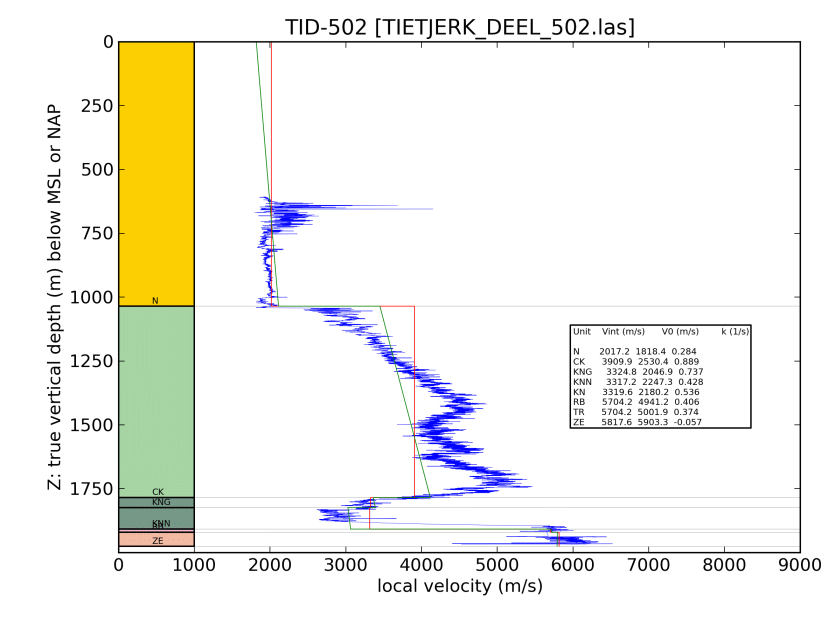 TID-502 [TIETJERK_DEEL_502.las]
Z: true vertical depth (m) below MSL or NAP
0
250
500
750
1000
1250
1500
1750
N
CK
KNG
KNN
ZE
Unit Vint (m/s) V0 (m/s) k (1/s)
N 2017.2 1818.4 0.284
CK 3909.9 2530.4 0.889
KNG 3324.8 2046.9 0.737
KNN 3317.2 2247.3 0.428
KN 3319.6 2180.2 0.536
RB 5704.2 4941.2 0.406
TR 5704.2 5001.9 0.374
ZE 5817.6 5903.3 -0.057
0 1000 2000 3000 4000 5000 6000 7000 8000 9000
local velocity (m/s)